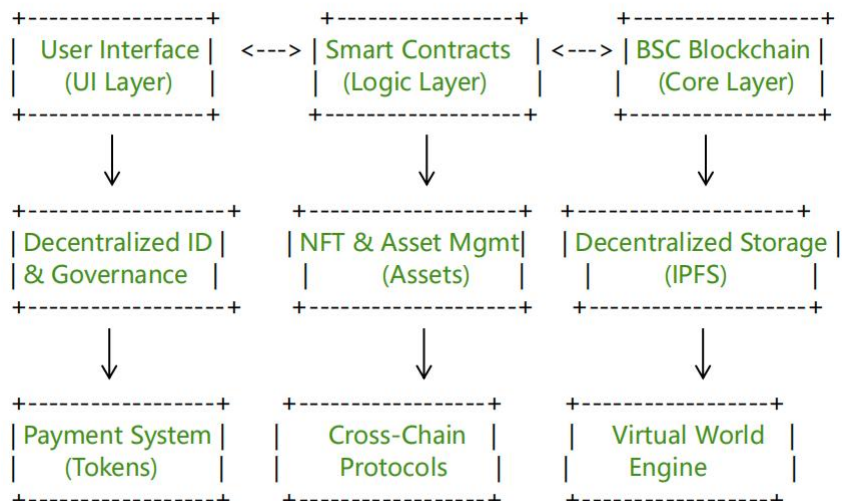 +-----------------+ +-----------------+ +-------------------+
| User Interface | <---> | Smart Contracts | <---> | BSC Blockchain |
| (UI Layer) | | (Logic Layer) | | (Core Layer) |
+-----------------+ +-------------------+ +-----------------+
+-------------------+ +--------------------+ +--------------------+
| Decentralized ID | | NFT & Asset Mgmt| | Decentralized Storage |
| & Governance | | (Assets) | | (IPFS) |
+-------------------+ +--------------------+ +--------------------+
+------------------+ +-----------------+ +-----------------+
| Payment System | | Cross-Chain | | Virtual World |
| (Tokens) | | Protocols | | Engine |
+------------------+ +-----------------+ +-----------------+